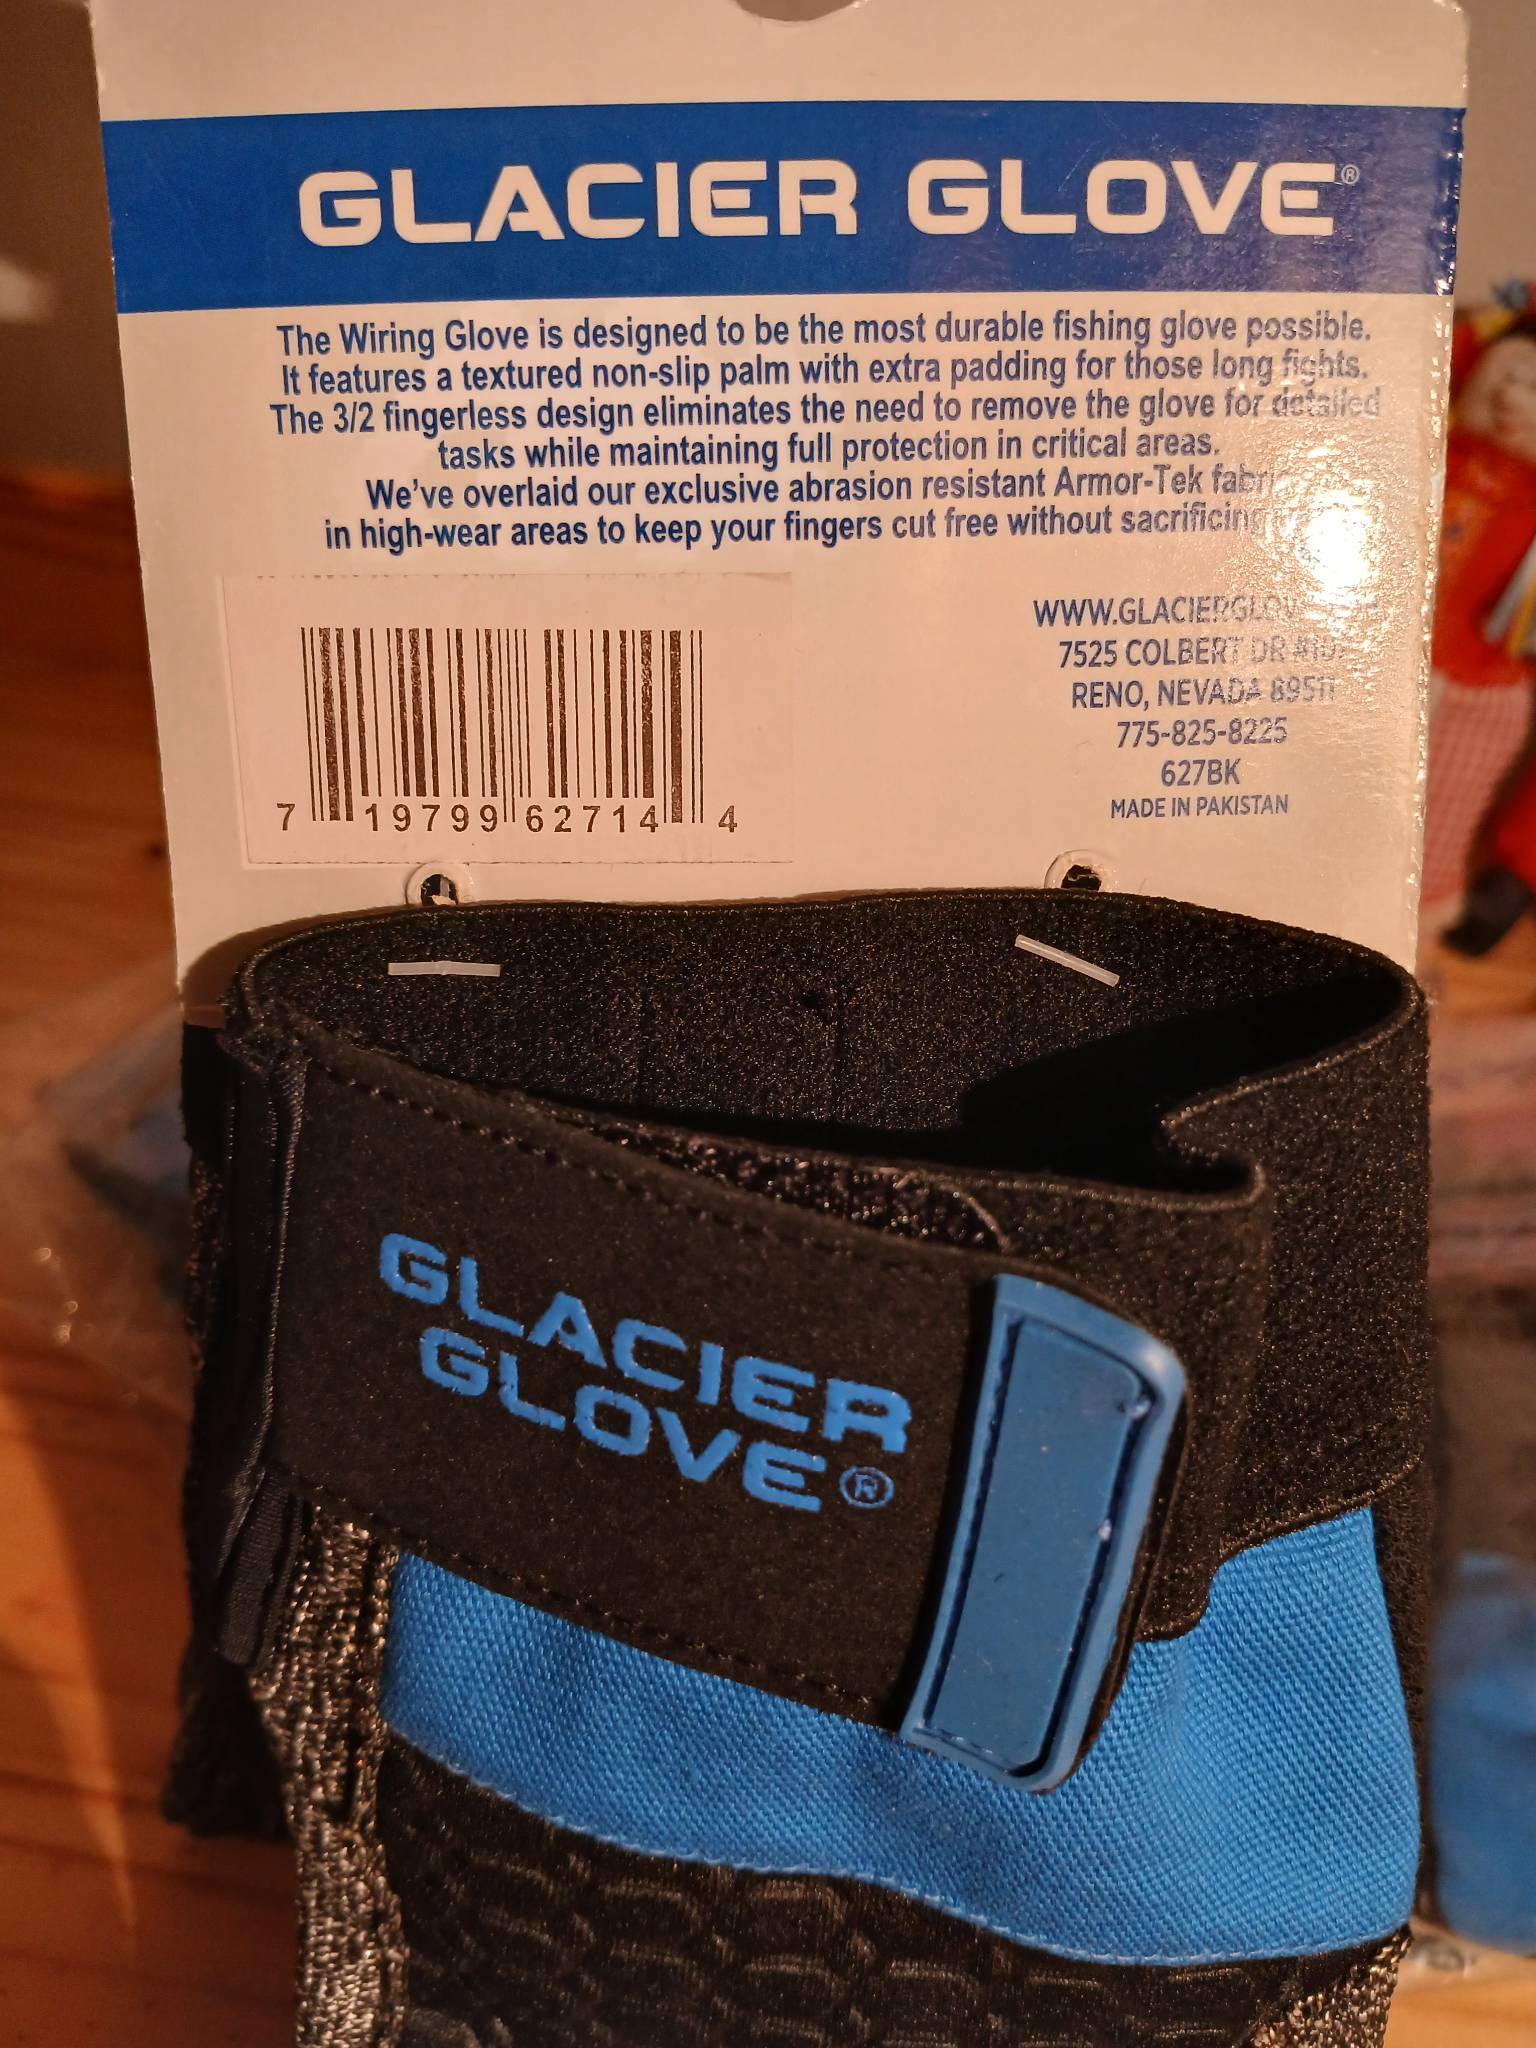 GLACIER GLOVE®
The Wiring Glove is designed to be the most durable fishing glove possible.
It features a textured non-slip palm with extra padding for those long fights.
The 3/2 fingerless design eliminates the need to remove the glove for detailed
tasks while maintaining full protection in critical areas.
We've overlaid our exclusive abrasion resistant Armor-Tek
in high-wear areas to keep your fingers cut free without sacrificing
7 19799 62714 4
7525 COLBERT DR
RENO, NEVADA 89511
775-825-8225
627BK
MADE IN PAKISTAN
GLACIER
GLOVE®